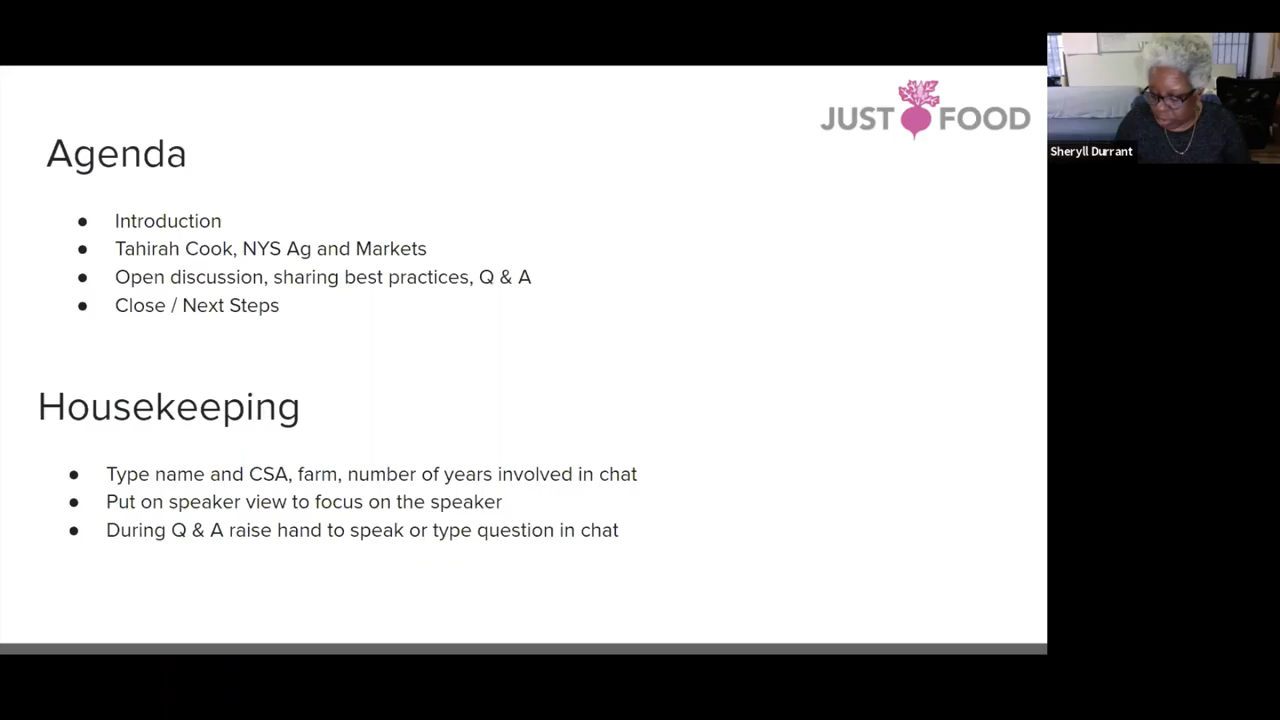 JUST FOOD
Agenda
● Introduction
● Tahirah Cook, NYS Ag and Markets
● Open discussion, sharing best practices, Q & A
● Close / Next Steps
Housekeeping
● Type name and CSA, farm, number of years involved in chat
● Put on speaker view to focus on the speaker
● During Q & A raise hand to speak or type question in chat
Sheryll Durrant